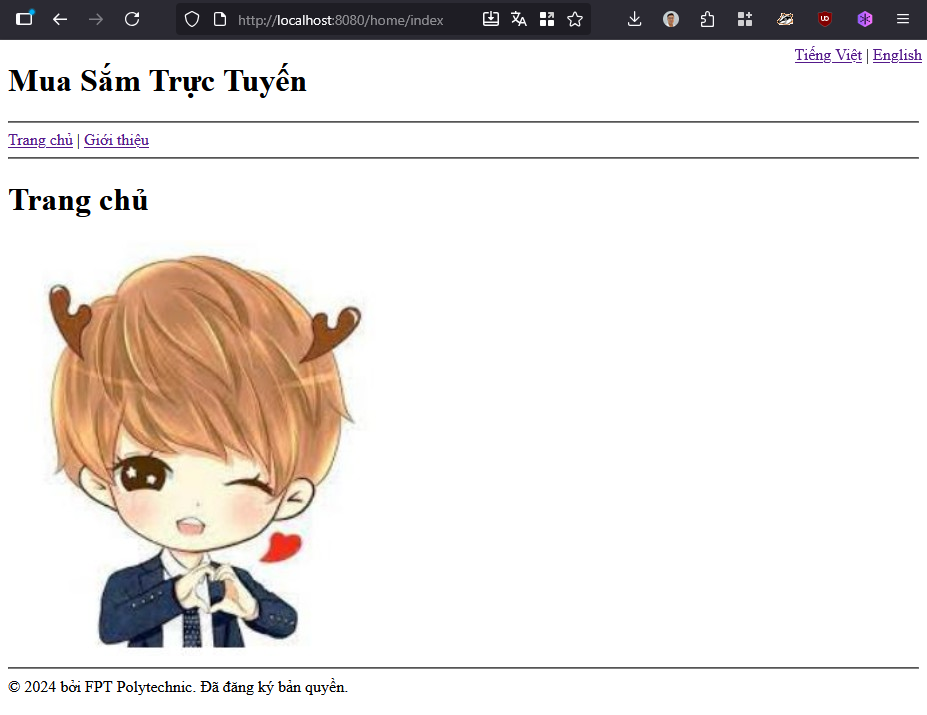 http://localhost:8080/home/index
Tiếng Việt | English
Mua Sắm Trực Tuyến
Trang chủ | Giới thiệu
Trang chủ
© 2024 bởi FPT Polytechnic. Đã đăng ký bản quyền.